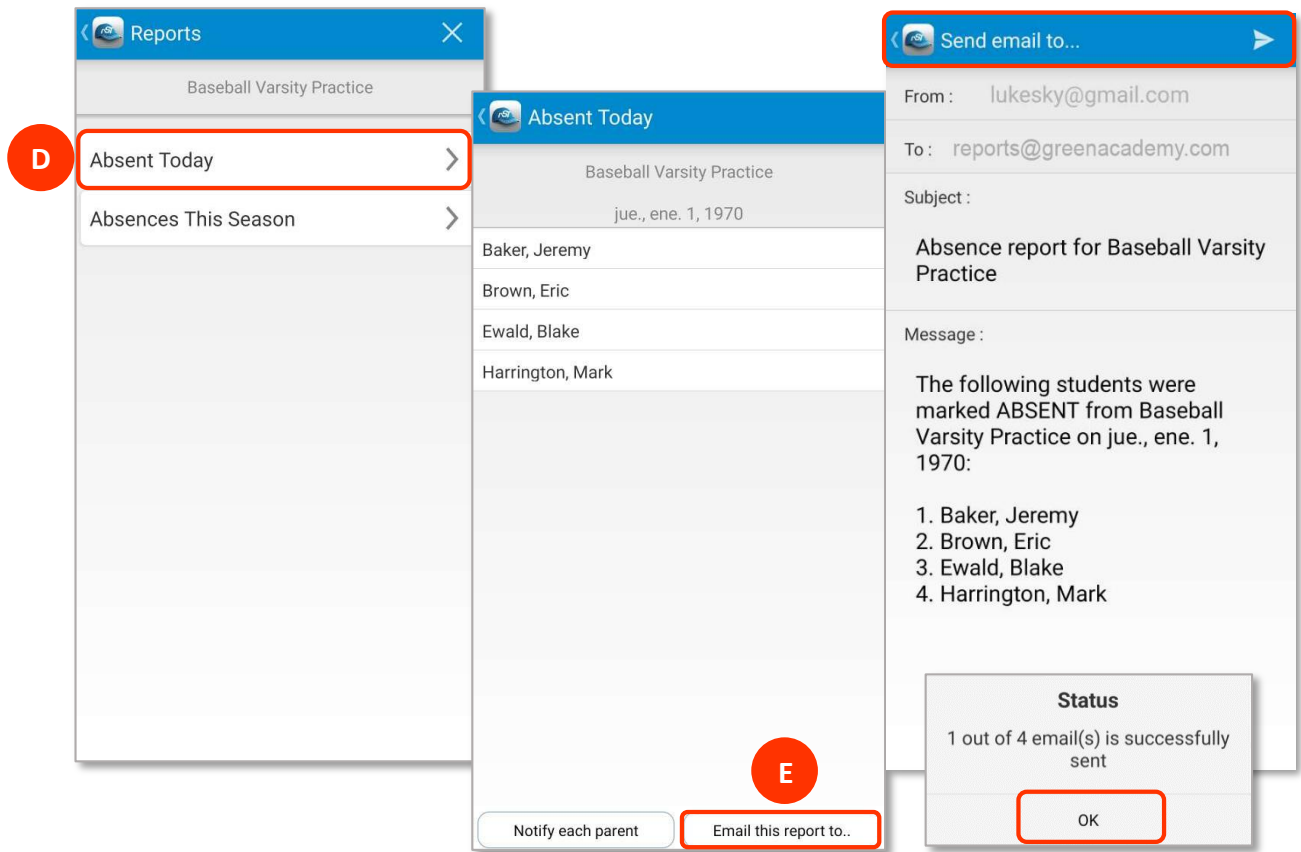 Reports
Baseball Varsity Practice
D
Absent Today
Absences This Season
Absent Today
Baseball Varsity Practice
jue., ene. 1, 1970
Baker, Jeremy
Brown, Eric
Ewald, Blake
Harrington, Mark
E
Notify each parent
Email this report to..
Send email to...
From : lukesky@gmail.com
To : reports@greenacademy.com
Subject :
Absence report for Baseball Varsity
Practice
Message :
The following students were
marked ABSENT from Baseball
Varsity Practice on jue., ene. 1,
1970:
1. Baker, Jeremy
2. Brown, Eric
3. Ewald, Blake
4. Harrington, Mark
Status
1 out of 4 email(s) is successfully
sent
OK